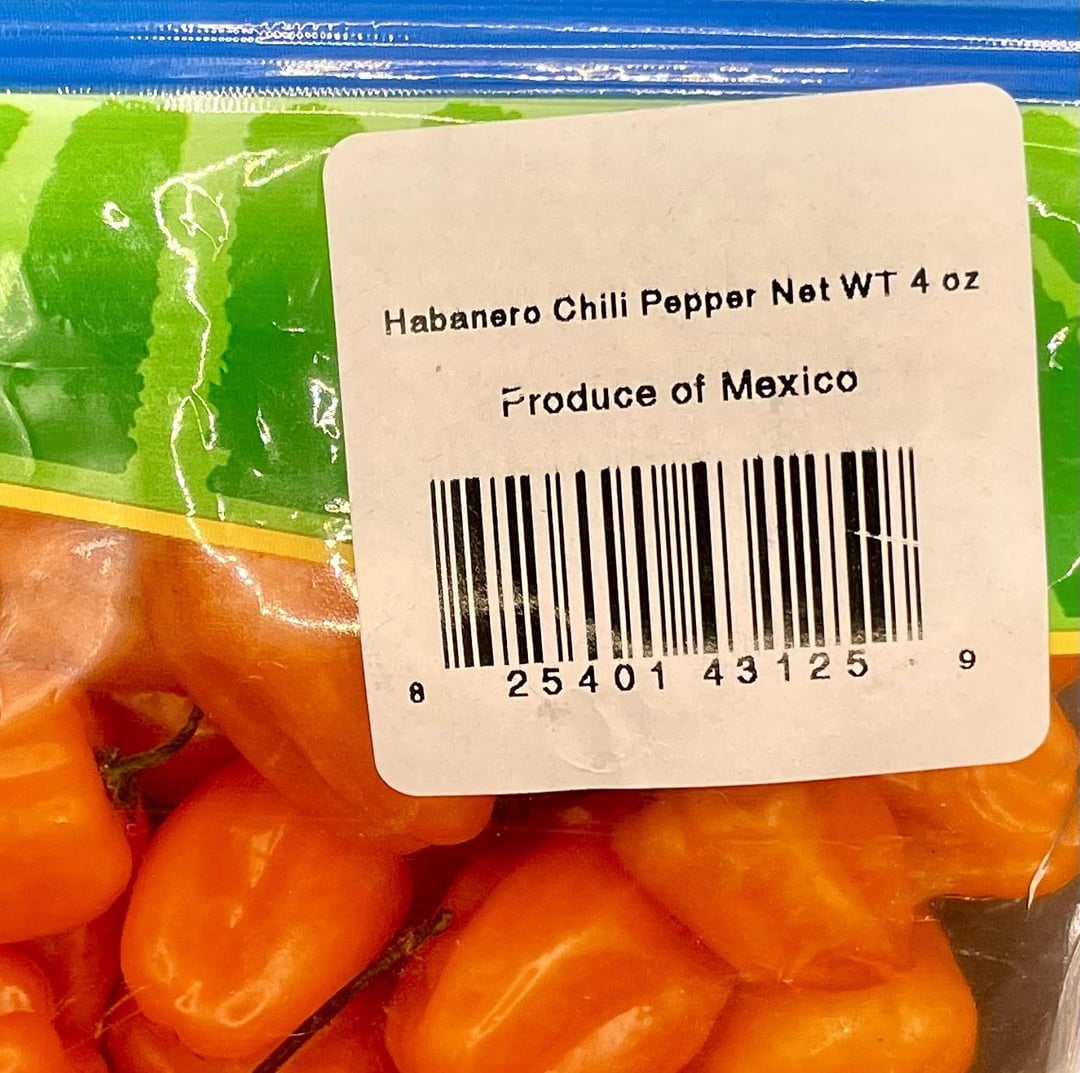 Habanero Chili Pepper Net WT 4 oz
Produce of Mexico
8 25401 43125 9